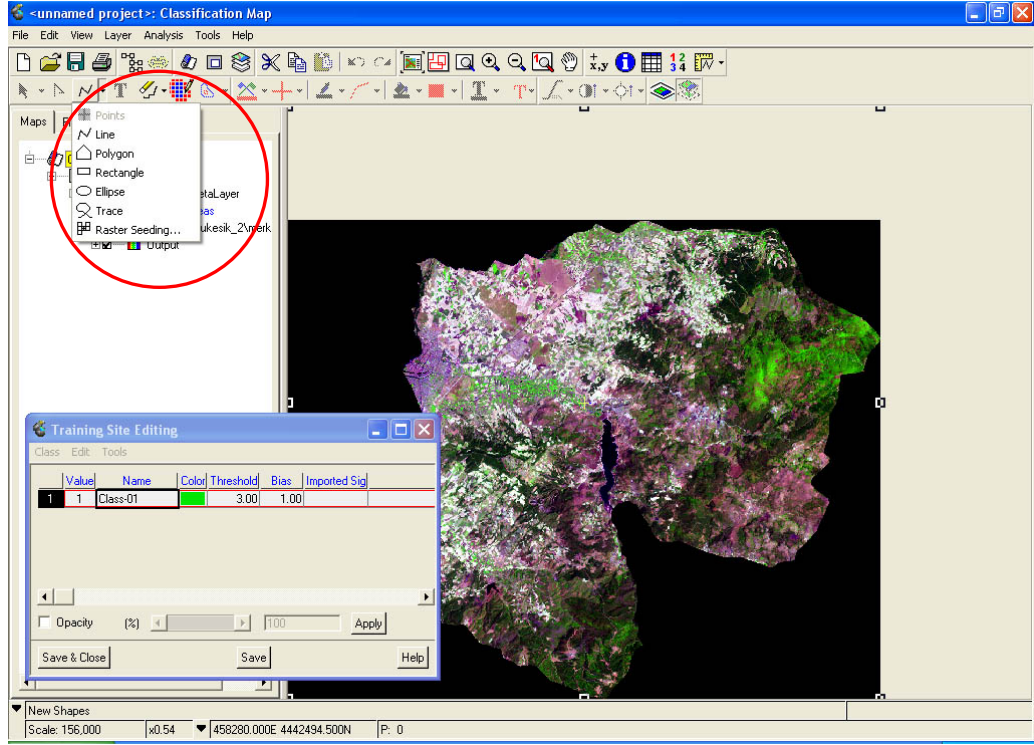 <unnamed project>: Classification Map
File Edit View Layer Analysis Tools Help
Maps
Points
Line
Polygon
Rectangle
Ellipse
Trace
Raster Seeding...
etaLayer
eas
ukesik_2\merk
Output
Training Site Editing
Class Edit Tools
Value Name Color Threshold Bias Imported Sig
1 1 Class-01 3.00 1.00
Opacity (%) 100 Apply
Save & Close Save Help
New Shapes
Scale: 156,000 x0.54 458280.000E 4442494.500N P: 0